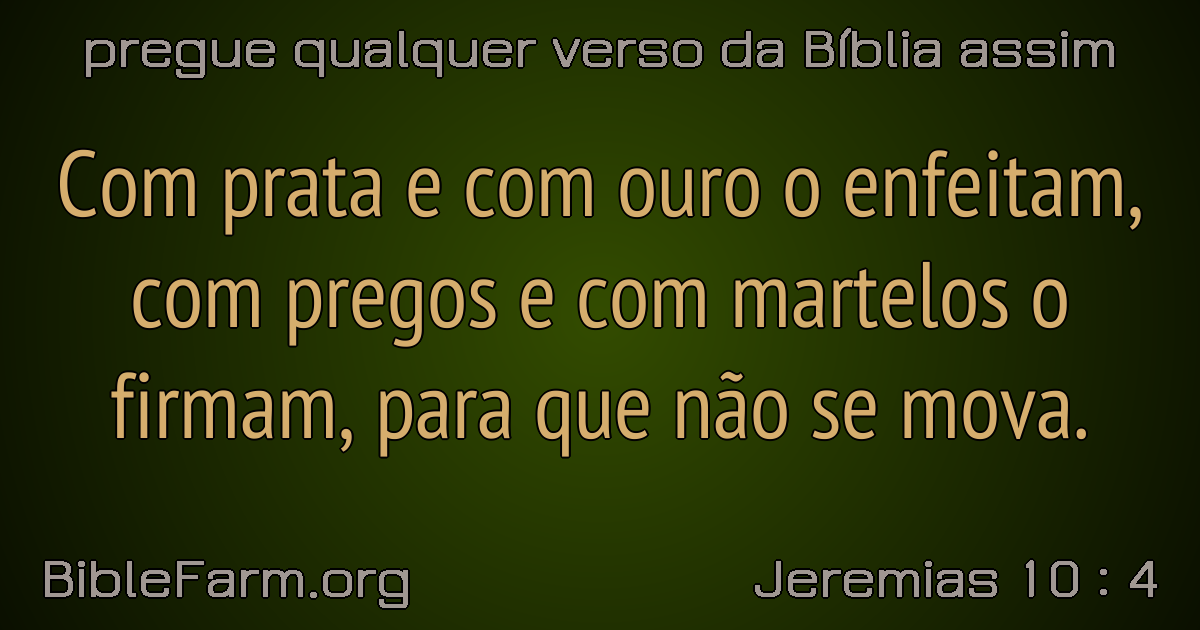 pregue qualquer verso da Bíblia assim
Com prata e com ouro o enfeitam,
com pregos e com martelos o
firmam, para que não se mova.
BibleFarm.org
Jeremias 10 : 4